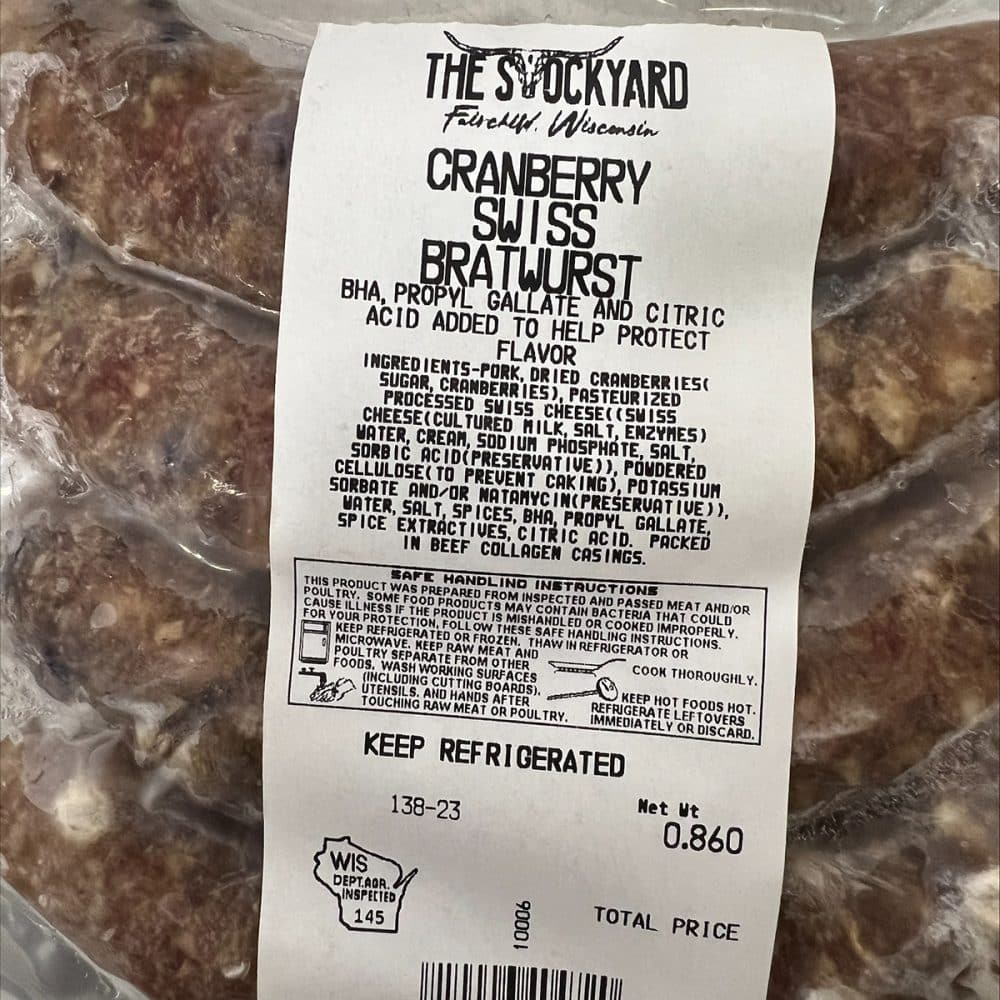 THE STOCKYARD
Fairchild, Wisconsin
CRANBERRY
SWISS
BRATWURST
BHA, PROPYL GALLATE AND CITRIC
ACID ADDED TO HELP PROTECT
FLAVOR
INGREDIENTS-PORK, DRIED CRANBERRIES(
SUGAR, CRANBERRIES), PASTEURIZED
PROCESSED SWISS CHEESE((SWISS
CHEESE(CULTURED MILK, SALT, ENZYMES)
WATER, CREAM, SODIUM PHOSPHATE, SALT,
SORBIC ACID(PRESERVATIVE)), POWDERED
CELLULOSE(TO PREVENT CAKING), POTASSIUM
SORBATE AND/OR NATAMYCIN(PRESERVATIVE)),
WATER, SALT, SPICES, BHA, PROPYL GALLATE,
SPICE EXTRACTIVES, CITRIC ACID. PACKED
IN BEEF COLLAGEN CASINGS.
SAFE HANDLING INSTRUCTIONS
THIS PRODUCT WAS PREPARED FROM INSPECTED AND PASSED MEAT AND/OR
POULTRY. SOME FOOD PRODUCTS MAY CONTAIN BACTERIA THAT COULD
CAUSE ILLNESS IF THE PRODUCT IS MISHANDLED OR COOKED IMPROPERLY.
FOR YOUR PROTECTION, FOLLOW THESE SAFE HANDLING INSTRUCTIONS.
KEEP REFRIGERATED OR FROZEN. THAW IN REFRIGERATOR OR
MICROWAVE. KEEP RAW MEAT AND
POULTRY SEPARATE FROM OTHER
FOODS. WASH WORKING SURFACES
(INCLUDING CUTTING BOARDS),
UTENSILS, AND HANDS AFTER
TOUCHING RAW MEAT OR POULTRY.
COOK THOROUGHLY.
KEEP HOT FOODS HOT.
REFRIGERATE LEFTOVERS
IMMEDIATELY OR DISCARD.
KEEP REFRIGERATED
138-23
Net Wt
0.860
WIS
DEPT. AGR.
INSPECTED
145
10006
TOTAL PRICE